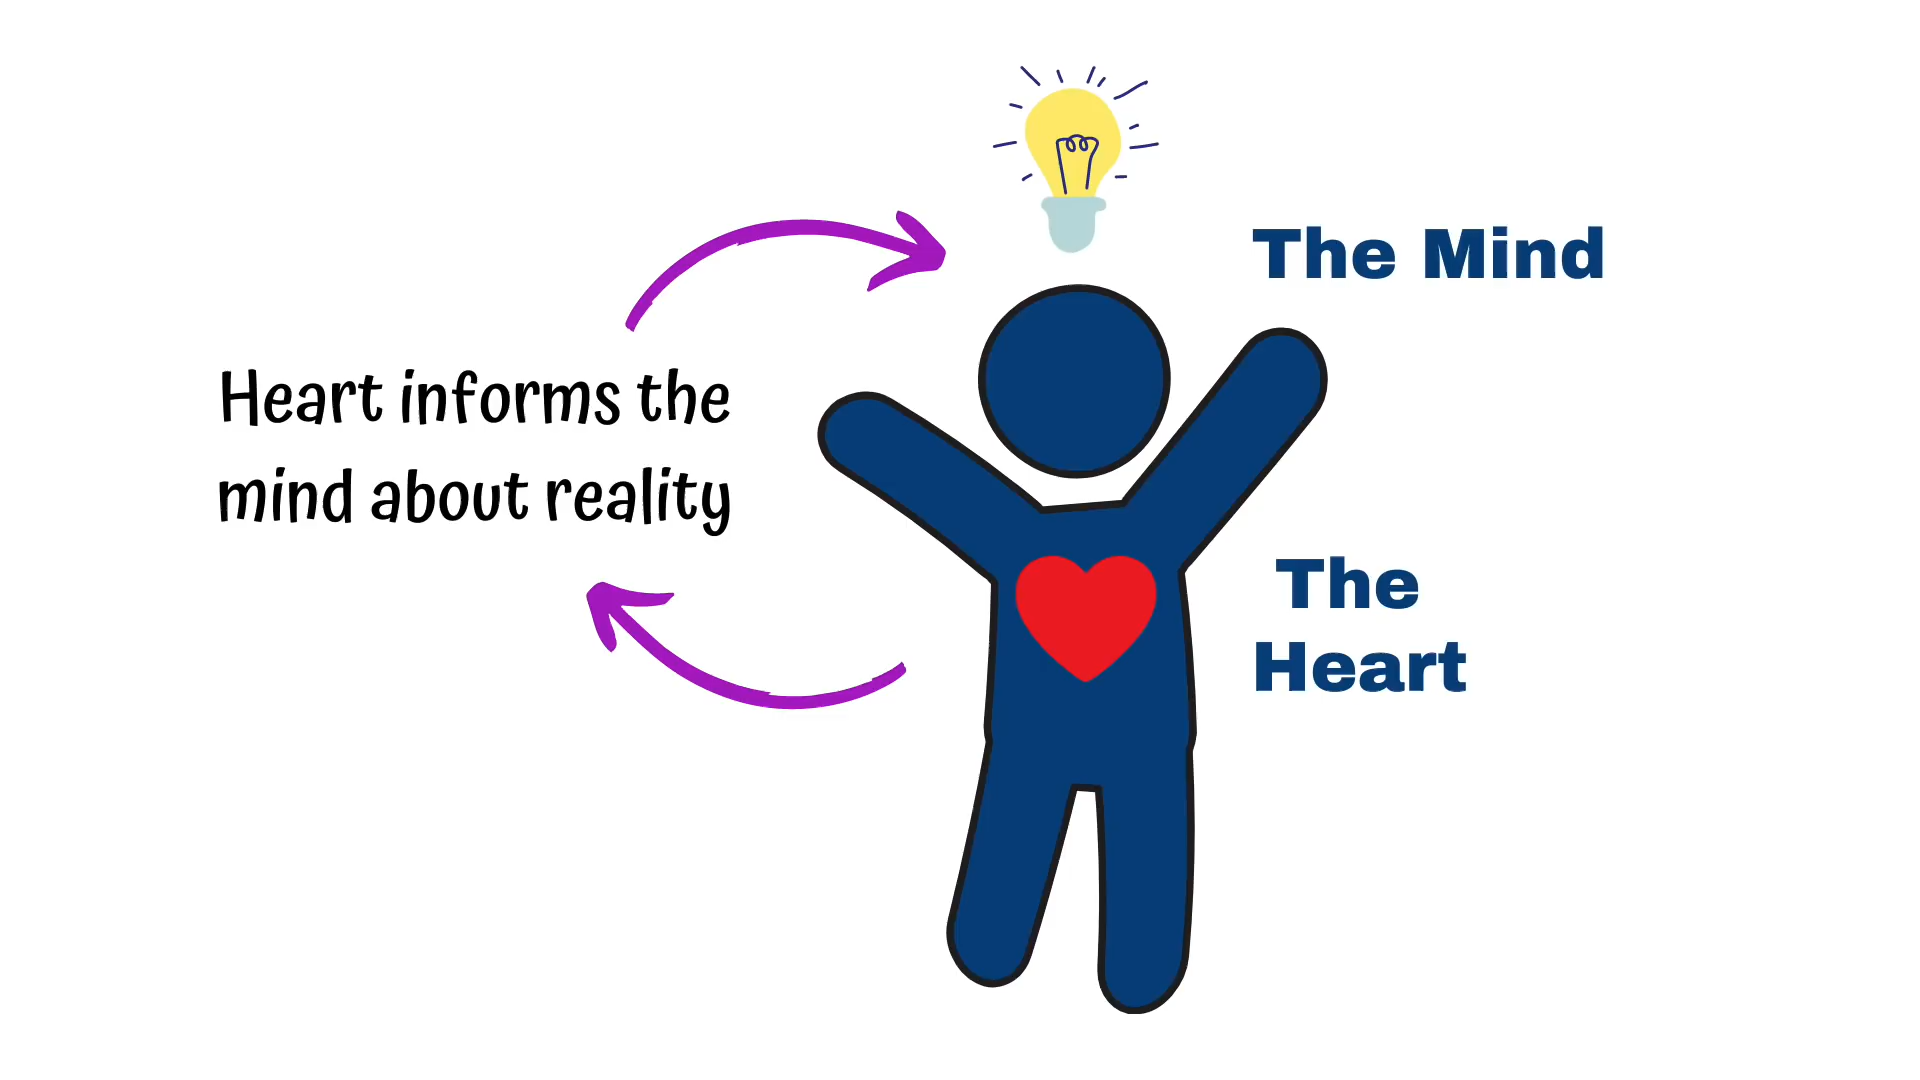 The Mind
Heart informs the
mind about reality
The
Heart